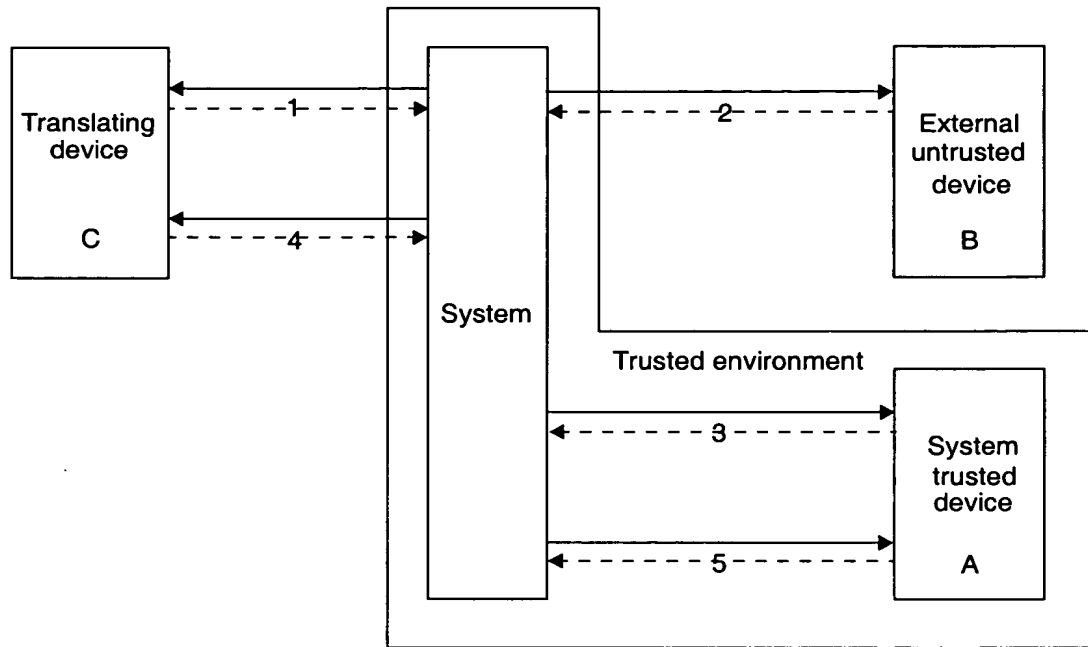 Translating
device
C
1
4
System
2
External
untrusted
device
B
Trusted environment
3
5
System
trusted
device
A